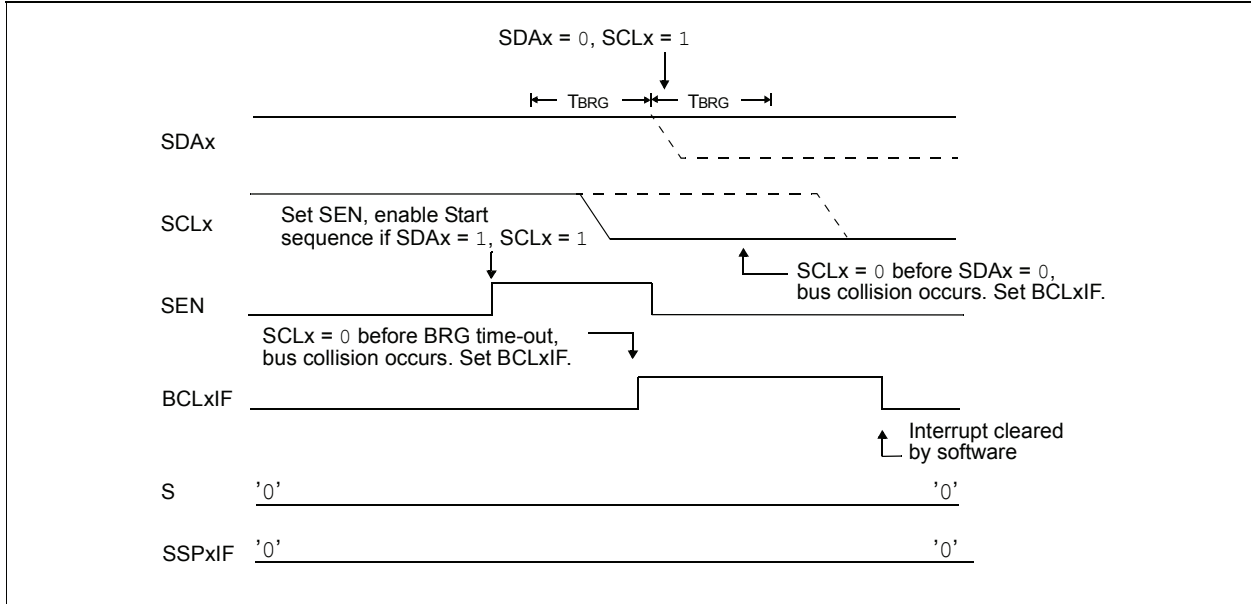 SDAx = 0, SCLx = 1
TBRG TBRG
SDAx
SCLx
Set SEN, enable Start
sequence if SDAx = 1, SCLx = 1
SCLx = 0 before SDAx = 0,
bus collision occurs. Set BCLxIF.
SEN
SCLx = 0 before BRG time-out,
bus collision occurs. Set BCLxIF.
BCLxIF
Interrupt cleared
by software
S '0' '0'
SSPxIF '0' '0'